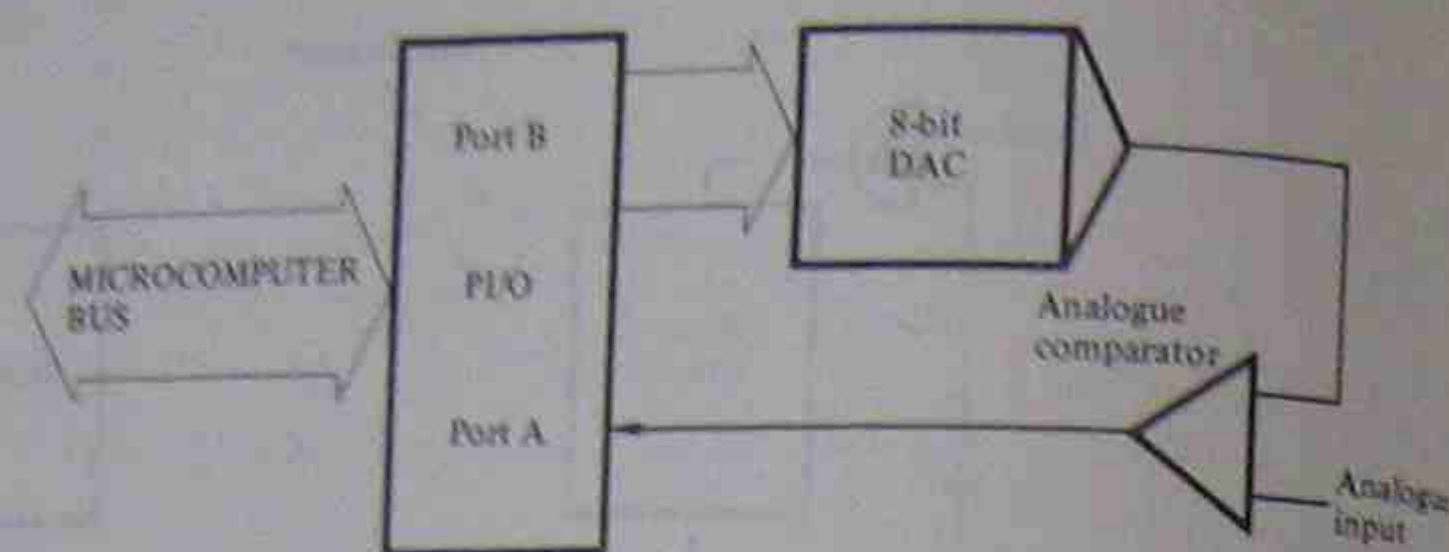 Port B
8-bit
DAC
MICROCOMPUTER
BUS
PI/O
Analogue
comparator
Port A
Analogue
input